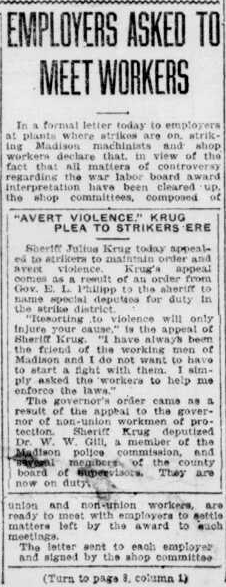 EMPLOYERS ASKED TO
MEET WORKERS
In a formal letter today to employers
at plants where strikes are on, strik-
ing Madison machinists and shop
workers declare that, in view of the
fact that all matters of controversy
regarding the war labor board award
interpretation have been cleared up,
the shop committees, composed of
"AVERT VIOLENCE," KRUG
PLEA TO STRIKERS ERE
Sheriff Julius Krug today appeal-
ed to strikers to maintain order and
avert violence. Krug's appeal
comes as a result of an order from
Gov. E. L. Philipp to the sheriff to
name special deputies for duty in
the strike district.
"Resorting to violence will only
injure your cause," is the appeal of
Sheriff Krug. "I have always been
the friend of the working men of
Madison and I do not want to have
to start a fight with them. I sim-
ply asked the workers to help me
enforce the laws."
The governor's order came as a
result of the appeal to the gover-
nor of non-union workmen of pro-
tection. Sheriff Krug deputized
Dr. W. W. Gill, a member of the
Madison police commission, and
several members of the county
board of supervisors. They are
now on duty.
union and non-union workers, are
ready to meet with employers to settle
matters left by the award to such
meetings.
The letter sent to each employer
and signed by the shop committee
(Turn to page 8, column 1)